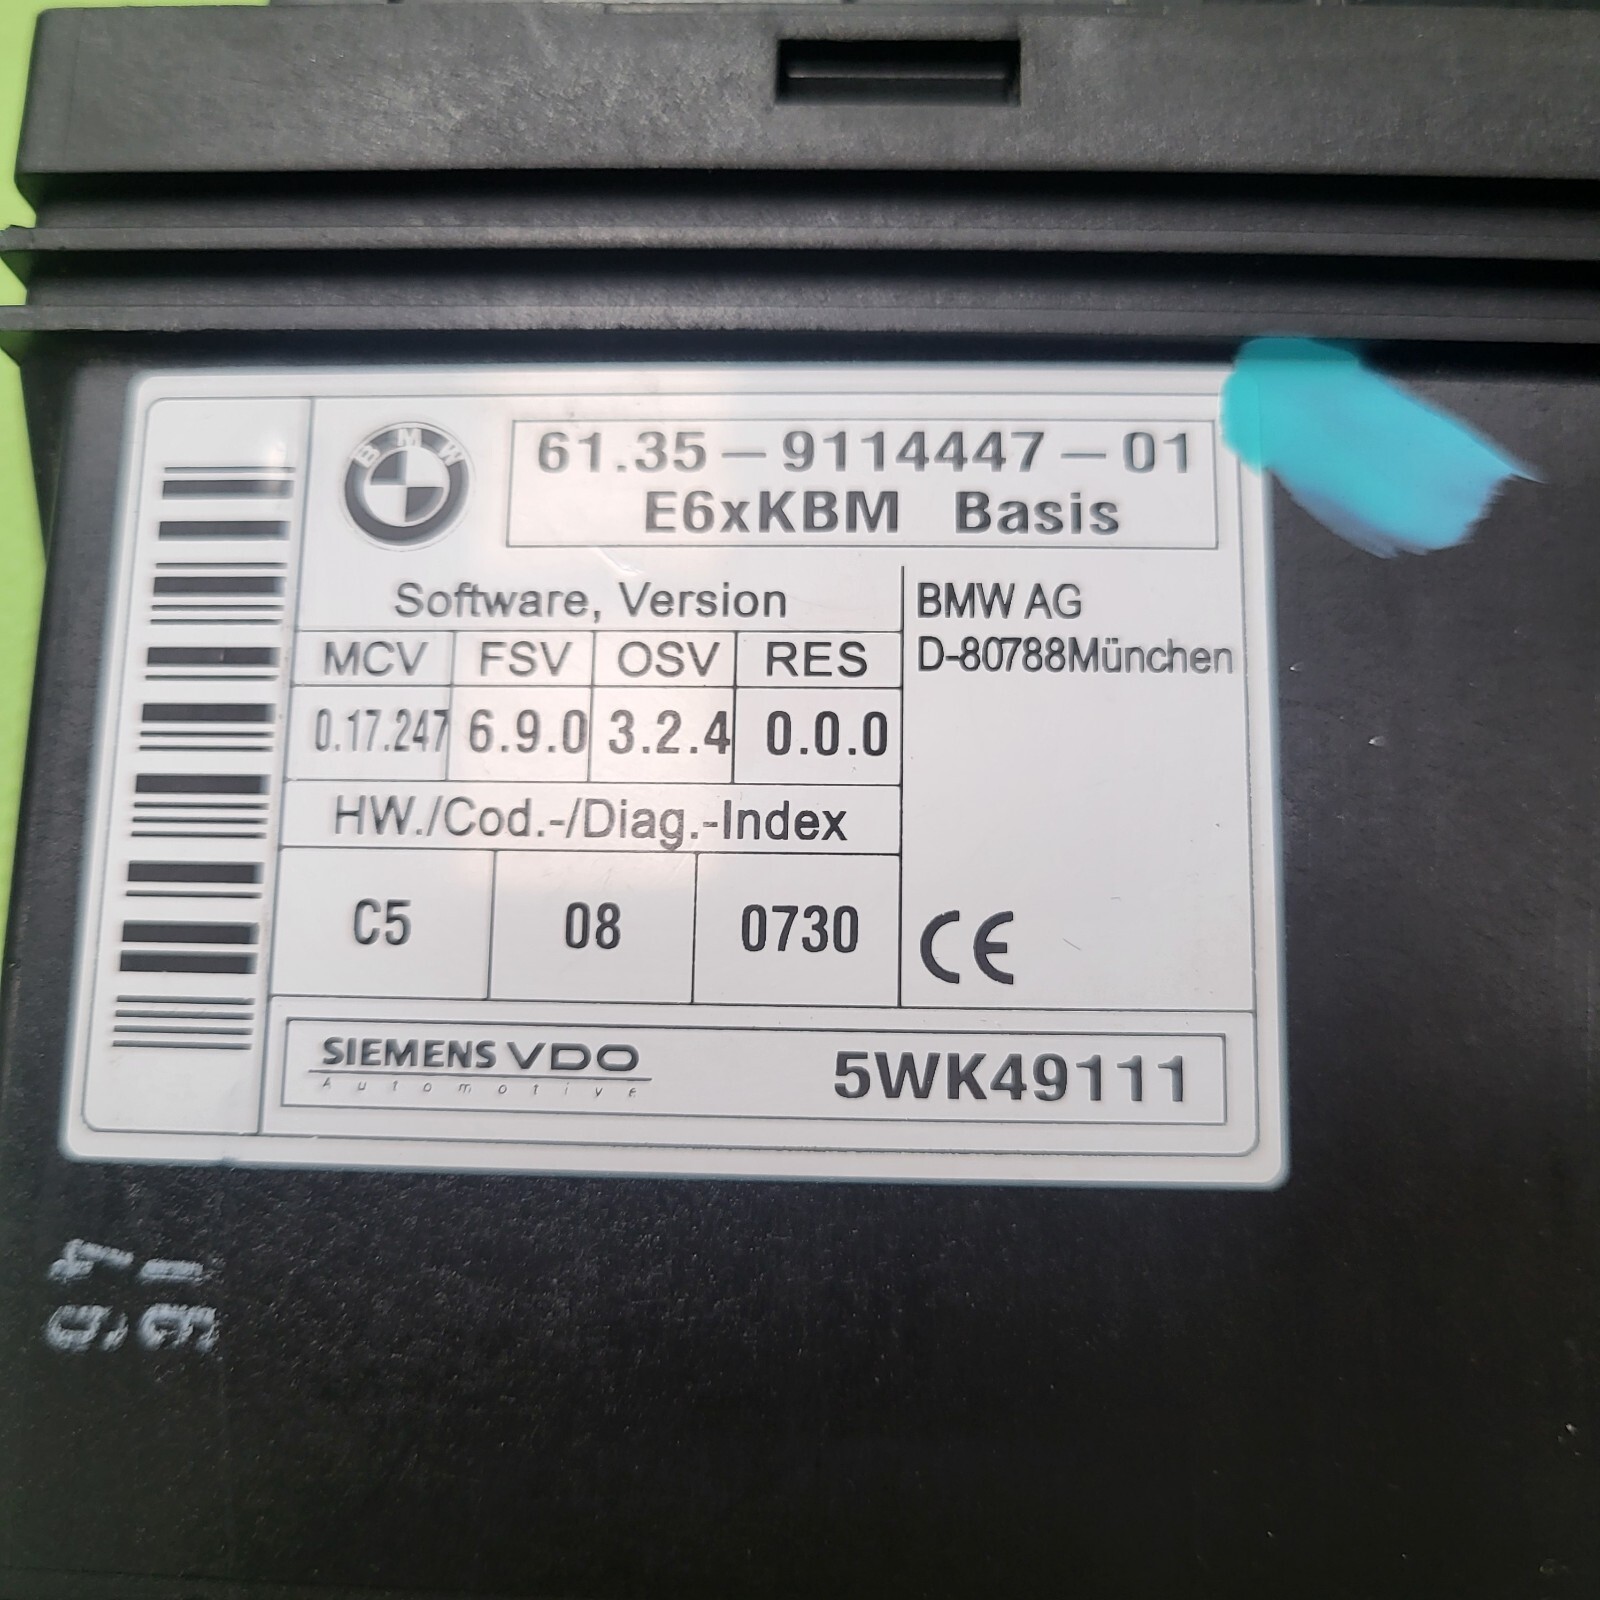 BMW
61.35-9114447-01
E6xKBM Basis
Software, Version
MCV FSV OSV RES
0.17.247 6.9.0 3.2.4 0.0.0
HW./Cod.-/Diag.-Index
C5 08 0730
BMW AG
D-80788München
CE
SIEMENS VDO
Automotive
5WK49111